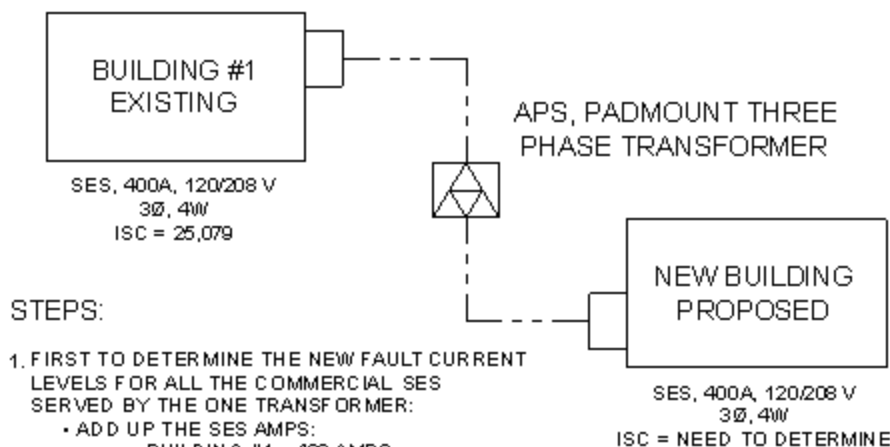 BUILDING #1
EXISTING
APS, PADMOUNT THREE
PHASE TRANSFORMER
SES, 400A, 120/208 V
3Ø, 4W
ISC = 25,079
NEW BUILDING
PROPOSED
STEPS:
1. FIRST TO DETERMINE THE NEW FAULT CURRENT
LEVELS FOR ALL THE COMMERCIAL SES
SERVED BY THE ONE TRANSFORMER:
• ADD UP THE SES AMPS:
SES, 400A, 120/208 V
3Ø, 4W
ISC = NEED TO DETERMINE